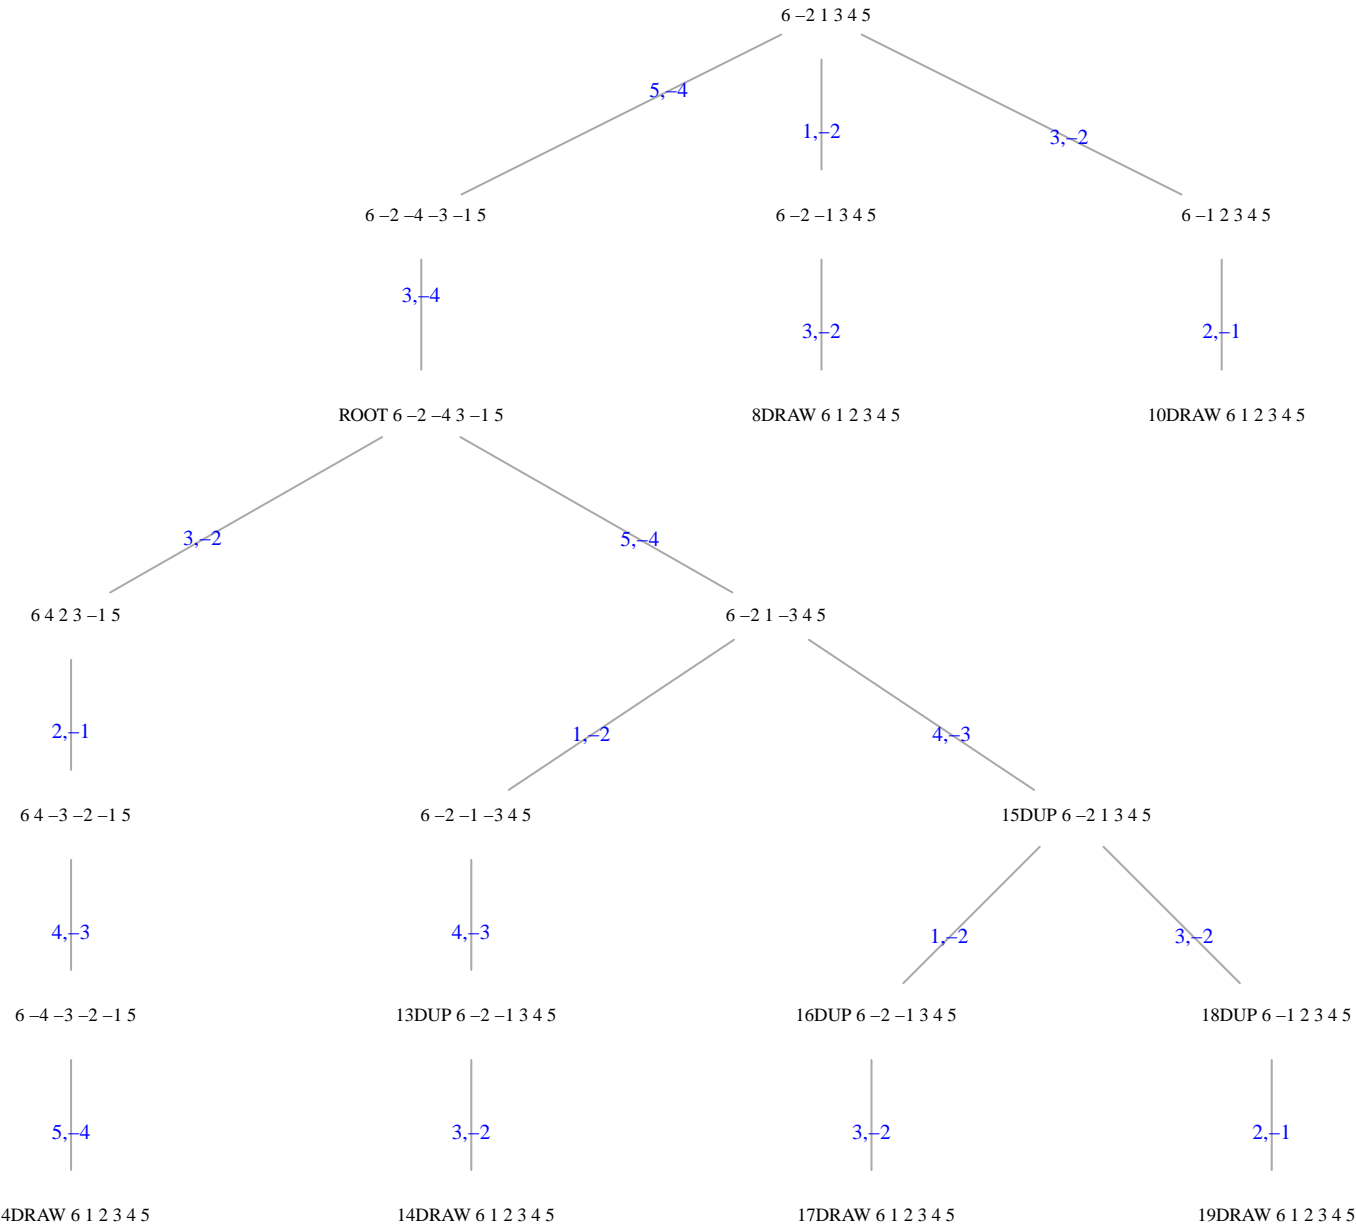 6 –2 1 3 4 5
5,–4
1,–2
3,–2
6 –2 –4 –3 –1 5
6 –2 –1 3 4 5
6 –1 2 3 4 5
3,–4
3,–2
2,–1
ROOT 6 –2 –4 3 –1 5
8DRAW 6 1 2 3 4 5
10DRAW 6 1 2 3 4 5
3,–2
5,–4
6 4 2 3 –1 5
6 –2 1 –3 4 5
2,–1
1,–2
4,–3
6 4 –3 –2 –1 5
6 –2 –1 –3 4 5
15DUP 6 –2 1 3 4 5
4,–3
4,–3
1,–2
3,–2
6 –4 –3 –2 –1 5
13DUP 6 –2 –1 3 4 5
16DUP 6 –2 –1 3 4 5
18DUP 6 –1 2 3 4 5
5,–4
3,–2
3,–2
2,–1
4DRAW 6 1 2 3 4 5
14DRAW 6 1 2 3 4 5
17DRAW 6 1 2 3 4 5
19DRAW 6 1 2 3 4 5